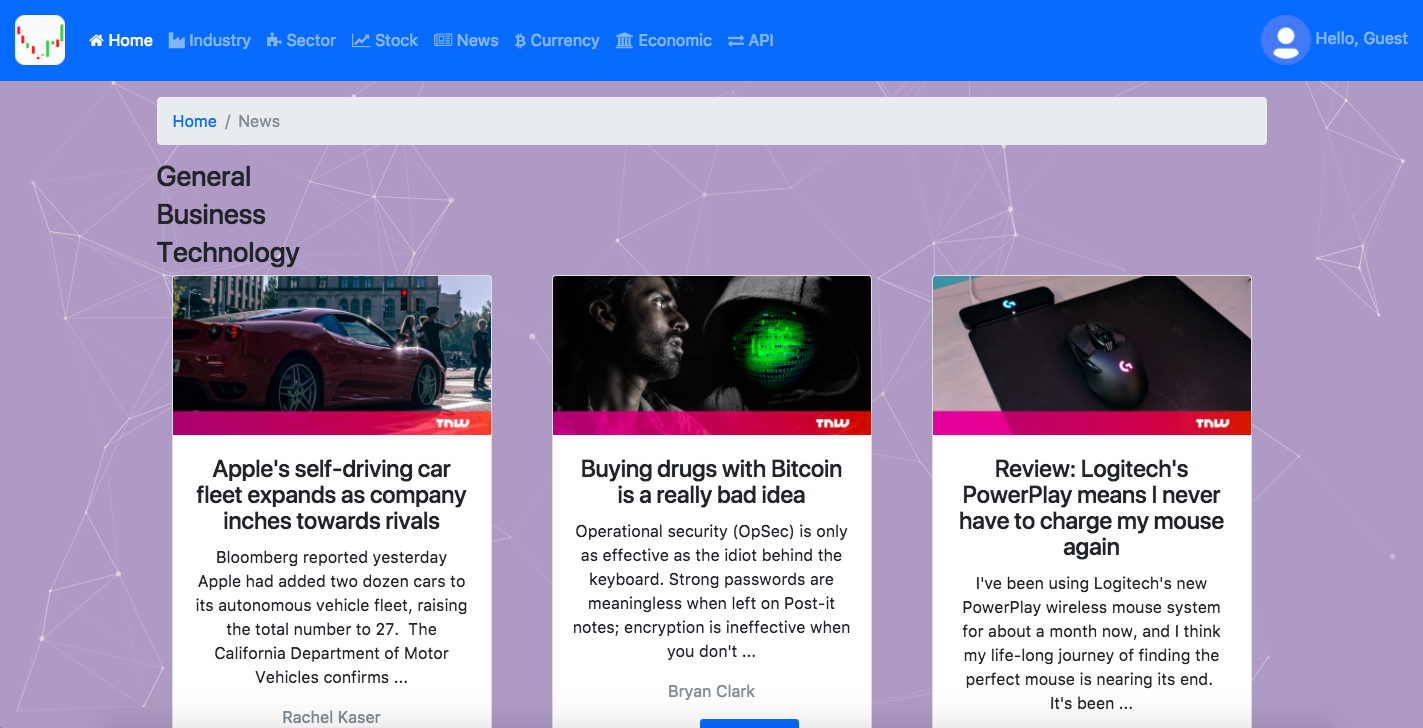 Home Industry Sector Stock News Currency Economic API Hello, Guest
Home / News
General
Business
Technology
TNW
TNW
TNW
Apple's self-driving car
fleet expands as company
inches towards rivals
Bloomberg reported yesterday
Apple had added two dozen cars to
its autonomous vehicle fleet, raising
the total number to 27. The
California Department of Motor
Vehicles confirms ...
Rachel Kaser
Buying drugs with Bitcoin
is a really bad idea
Operational security (OpSec) is only
as effective as the idiot behind the
keyboard. Strong passwords are
meaningless when left on Post-it
notes; encryption is ineffective when
you don't ...
Bryan Clark
Review: Logitech's
PowerPlay means I never
have to charge my mouse
again
I've been using Logitech's new
PowerPlay wireless mouse system
for about a month now, and I think
my life-long journey of finding the
perfect mouse is nearing its end.
It's been ...